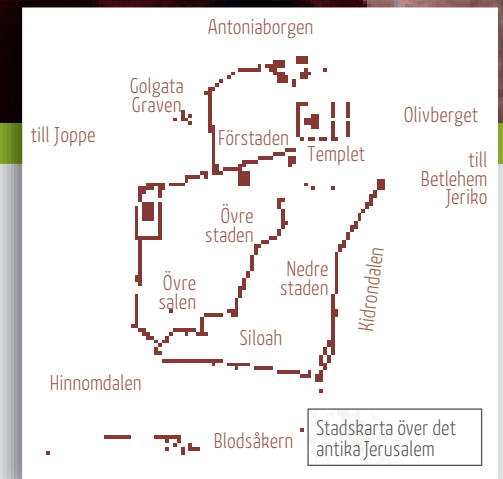 Antoniaborgen
Golgata
Graven
till Joppe
Förstaden
Templet
Olivberget
till
Betlehem
Jeriko
Övre
staden
Övre
salen
Nedre
staden
Kidrondalen
Siloah
Hinnomdalen
Blodsåkern
Stadskarta över det
antika Jerusalem